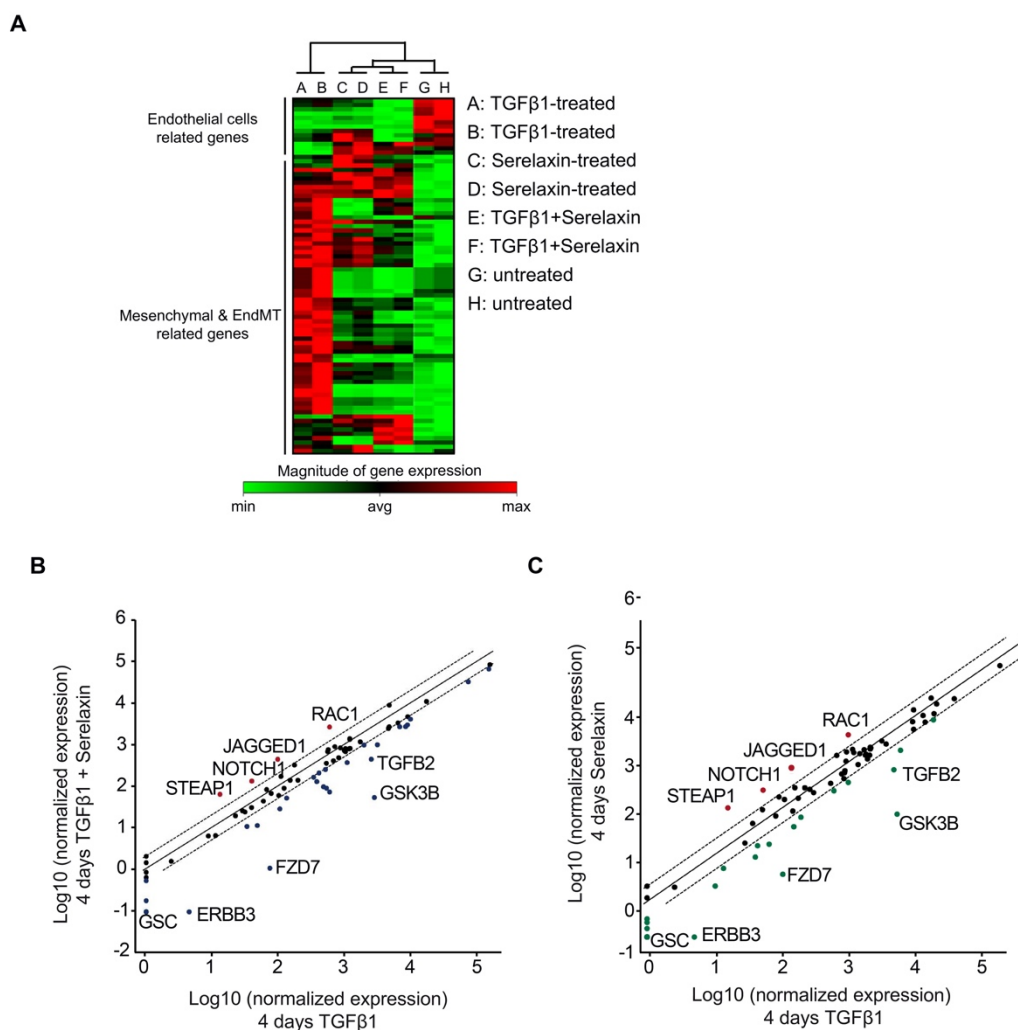 A
A B C D E F G H
Endothelial cells
related genes
Mesenchymal & EndMT
related genes
A: TGFβ1-treated
B: TGFβ1-treated
C: Serelaxin-treated
D: Serelaxin-treated
E: TGFβ1+Serelaxin
F: TGFβ1+Serelaxin
G: untreated
H: untreated
Magnitude of gene expression
min avg max
B
Log10 (normalized expression)
4 days TGFβ1 + Serelaxin
6
5
4
3
2
1
0
-1
-2
RAC1
JAGGED1
NOTCH1
STEAP1
TGFB2
GSK3B
FZD7
GSC
ERBB3
0 1 2 3 4 5
Log10 (normalized expression)
4 days TGFβ1
C
Log10 (normalized expression)
4 days Serelaxin
6
5
4
3
2
1
0
-1
RAC1
JAGGED1
NOTCH1
STEAP1
TGFB2
GSK3B
FZD7
GSC
ERBB3
0 1 2 3 4 5
Log10 (normalized expression)
4 days TGFβ1